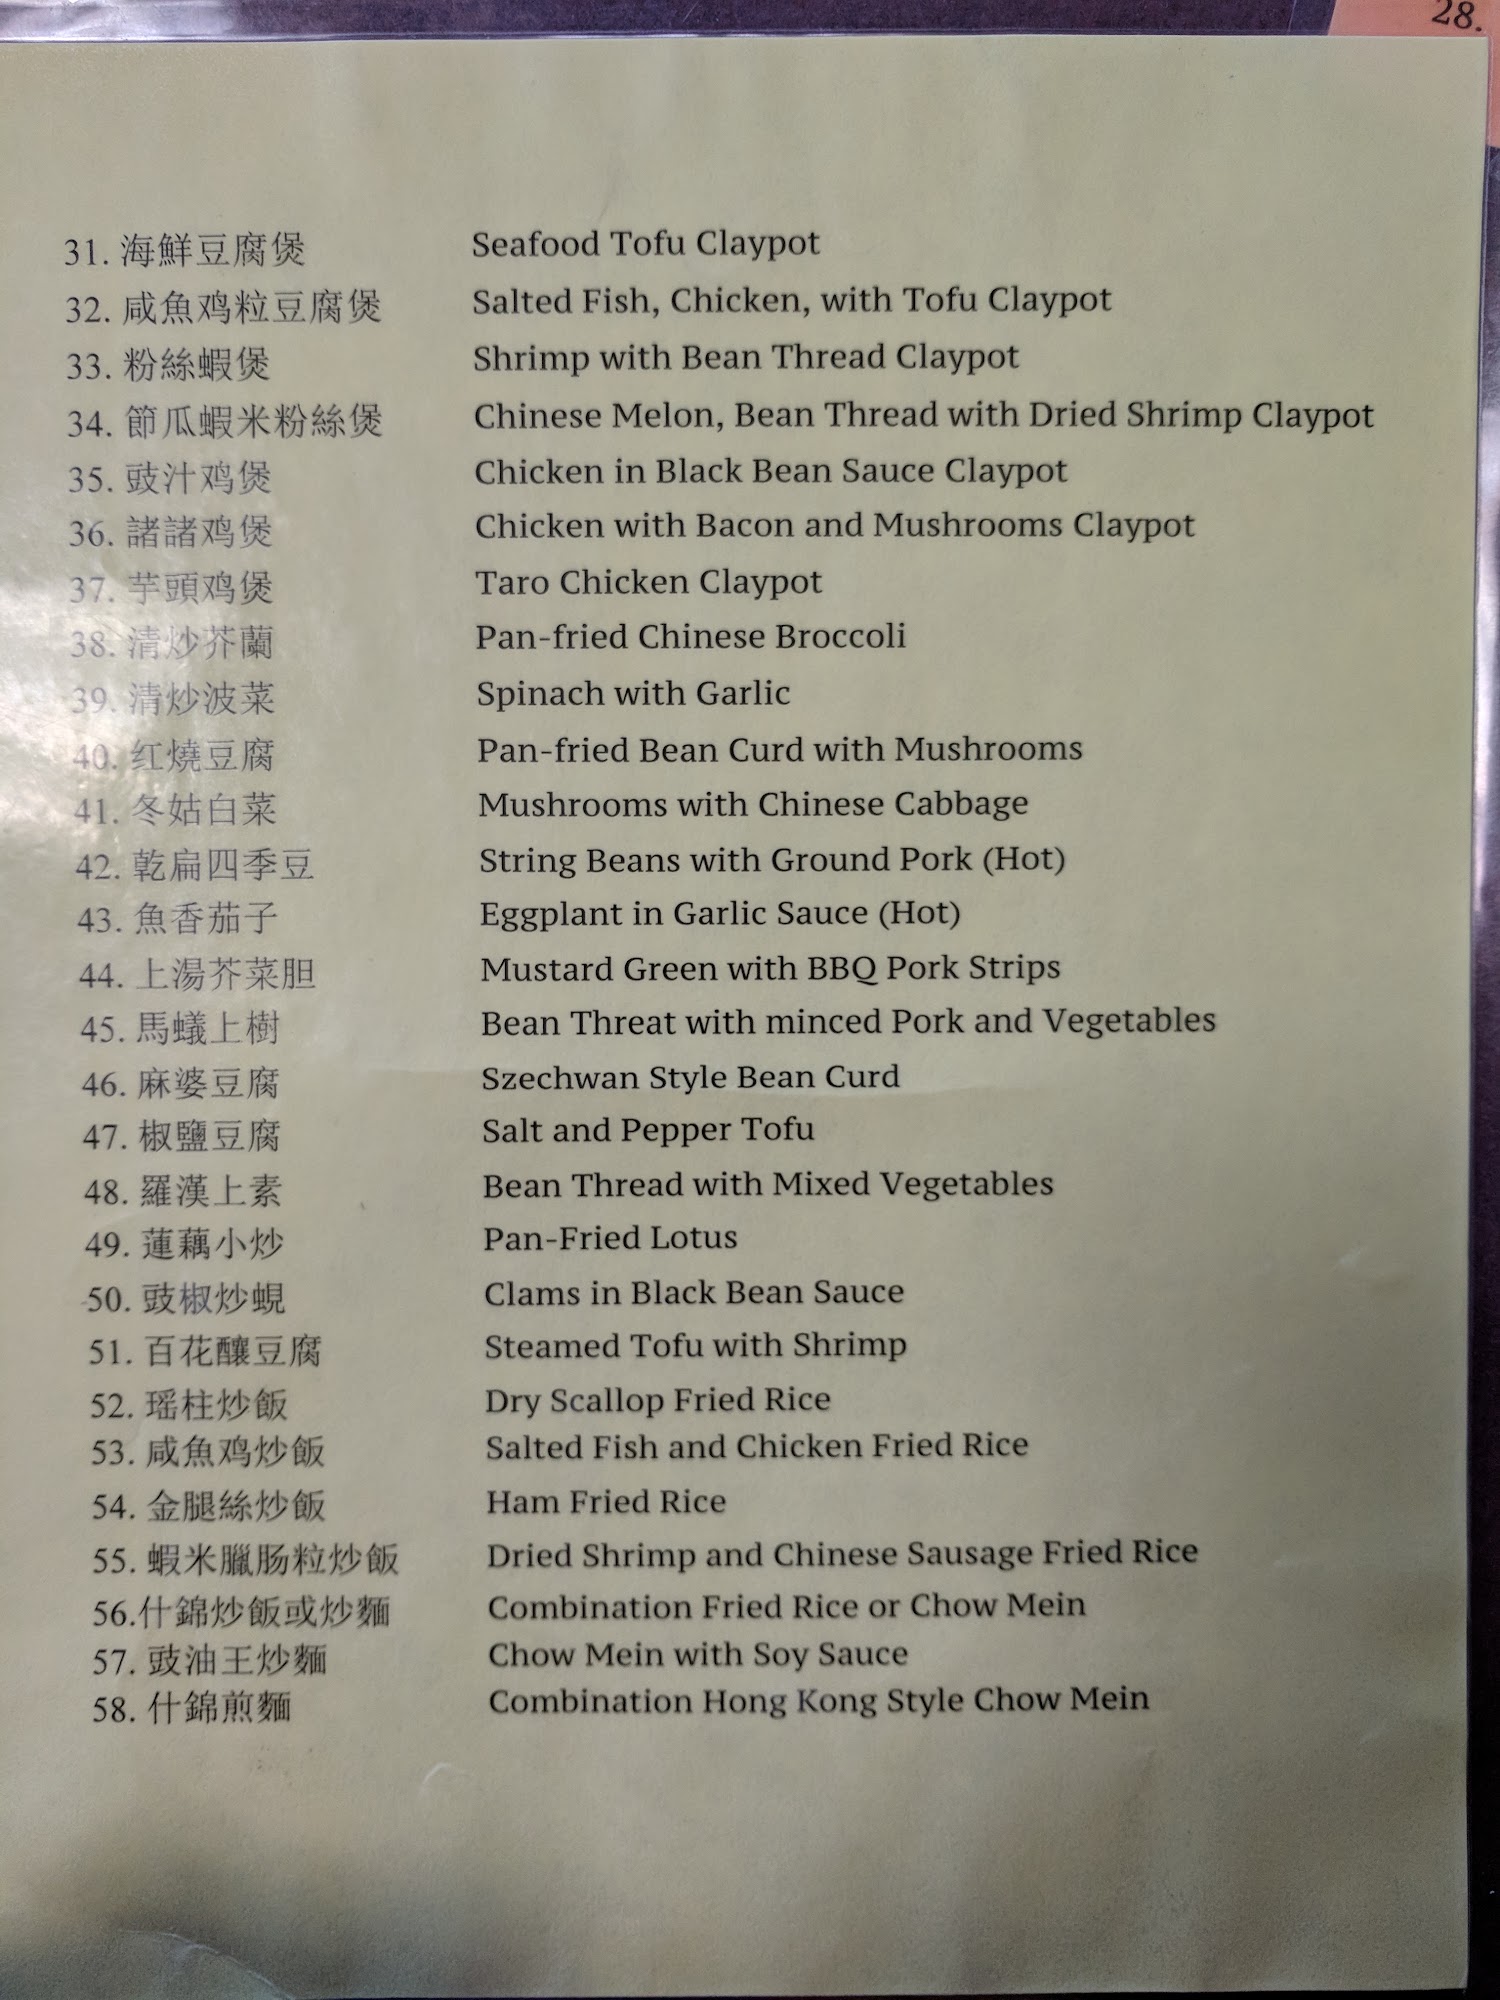 28.
31. 海鮮豆腐煲 Seafood Tofu Claypot
32. 咸魚鸡粒豆腐煲 Salted Fish, Chicken, with Tofu Claypot
33. 粉絲蝦煲 Shrimp with Bean Thread Claypot
34. 節瓜蝦米粉絲煲 Chinese Melon, Bean Thread with Dried Shrimp Claypot
35. 豉汁鸡煲 Chicken in Black Bean Sauce Claypot
36. 諸諸鸡煲 Chicken with Bacon and Mushrooms Claypot
37. 芋頭鸡煲 Taro Chicken Claypot
38. 清炒芥蘭 Pan-fried Chinese Broccoli
39. 清炒波菜 Spinach with Garlic
40. 红燒豆腐 Pan-fried Bean Curd with Mushrooms
41. 冬姑白菜 Mushrooms with Chinese Cabbage
42. 乾扁四季豆 String Beans with Ground Pork (Hot)
43. 魚香茄子 Eggplant in Garlic Sauce (Hot)
44. 上湯芥菜胆 Mustard Green with BBQ Pork Strips
45. 馬蟻上樹 Bean Threat with minced Pork and Vegetables
46. 麻婆豆腐 Szechwan Style Bean Curd
47. 椒鹽豆腐 Salt and Pepper Tofu
48. 羅漢上素 Bean Thread with Mixed Vegetables
49. 蓮藕小炒 Pan-Fried Lotus
50. 豉椒炒蜆 Clams in Black Bean Sauce
51. 百花釀豆腐 Steamed Tofu with Shrimp
52. 瑶柱炒飯 Dry Scallop Fried Rice
53. 咸魚鸡炒飯 Salted Fish and Chicken Fried Rice
54. 金腿絲炒飯 Ham Fried Rice
55. 蝦米臘肠粒炒飯 Dried Shrimp and Chinese Sausage Fried Rice
56.什錦炒飯或炒麵 Combination Fried Rice or Chow Mein
57. 豉油王炒麵 Chow Mein with Soy Sauce
58. 什錦煎麵 Combination Hong Kong Style Chow Mein